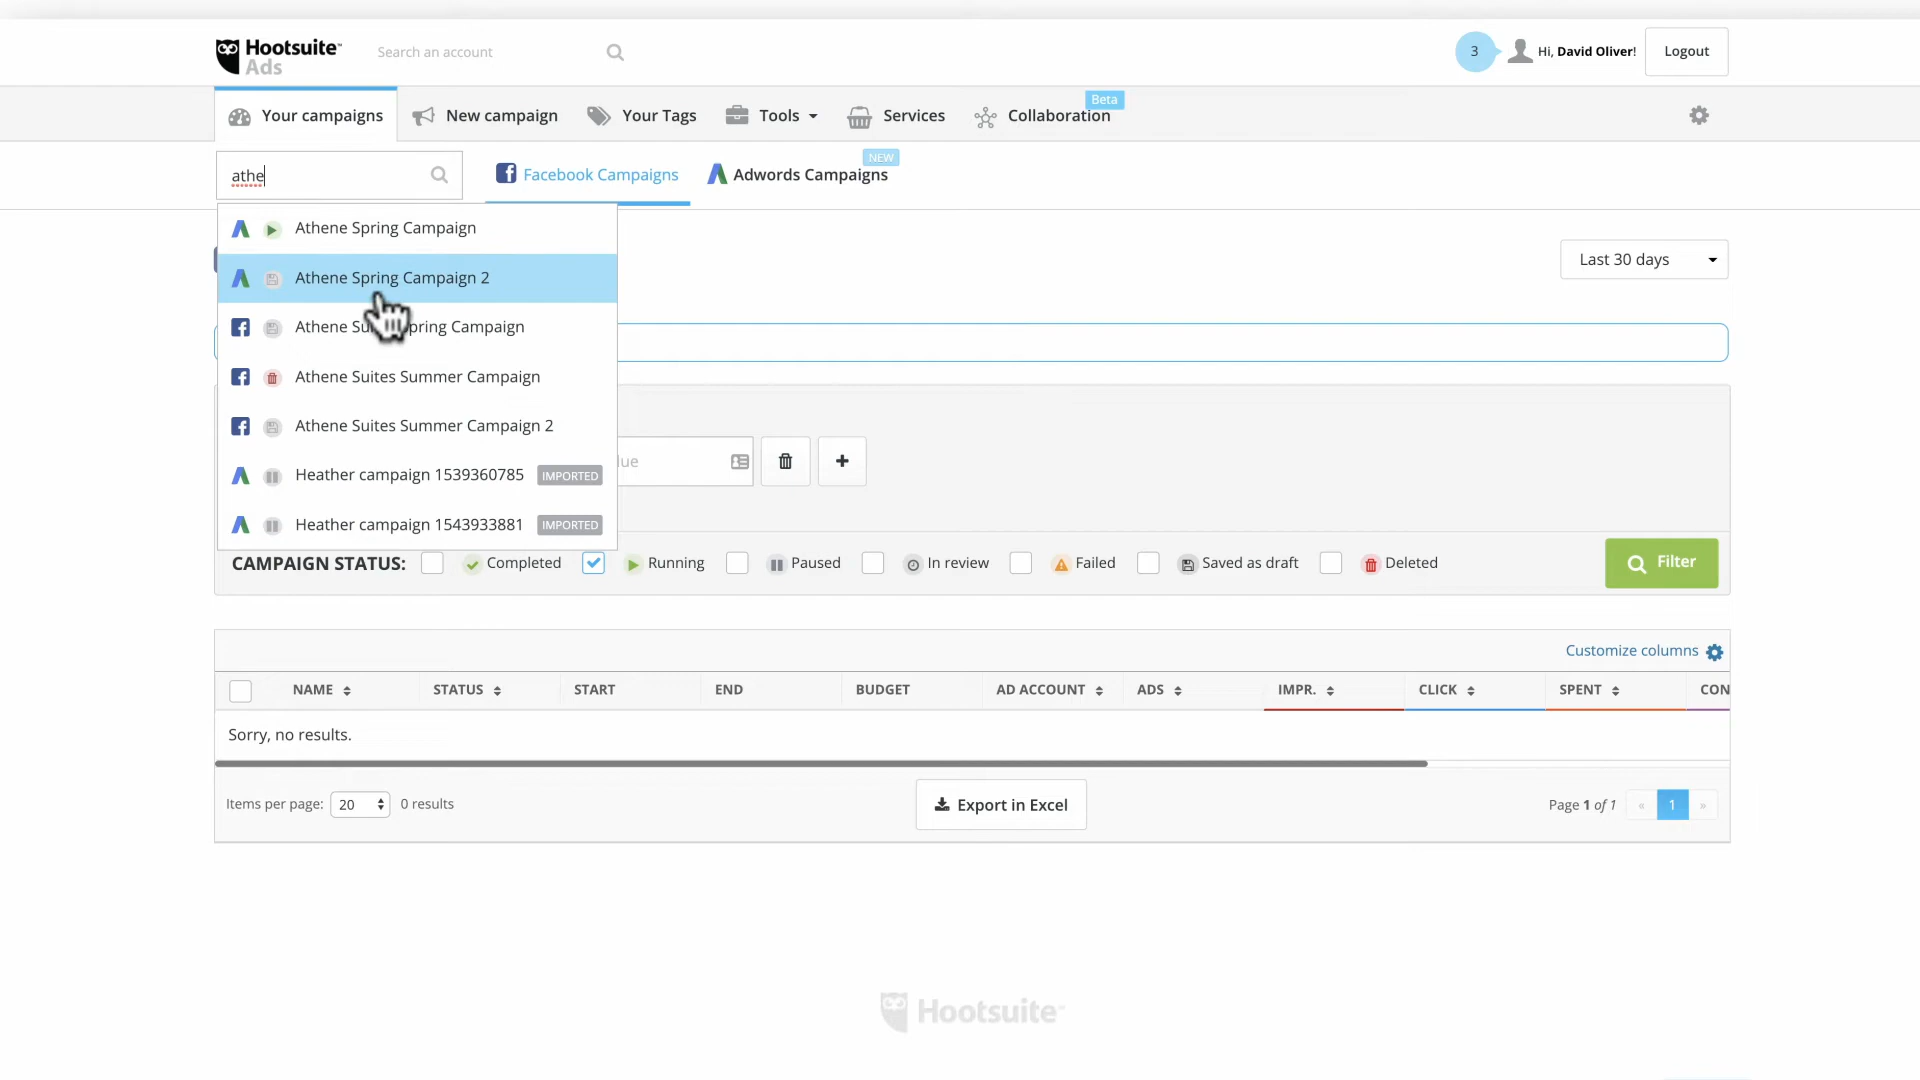 Hootsuite™
Ads
Search an account
3
Hi, David Oliver!
Logout
Your campaigns
New campaign
Your Tags
Tools
Services
Collaboration
Beta
athe
Facebook Campaigns
Adwords Campaigns
NEW
Athene Spring Campaign
Athene Spring Campaign 2
Athene Spring Campaign
Athene Suites Summer Campaign
Athene Suites Summer Campaign 2
Heather campaign 1539360785 IMPORTED
Heather campaign 1543933881 IMPORTED
Last 30 days
CAMPAIGN STATUS: Completed Running Paused In review Failed Saved as draft Deleted
Filter
Customize columns
NAME STATUS START END BUDGET AD ACCOUNT ADS IMPR. CLICK SPENT CON
Sorry, no results.
Items per page: 20 0 results
Export in Excel
Page 1 of 1 « 1 »
Hootsuite™